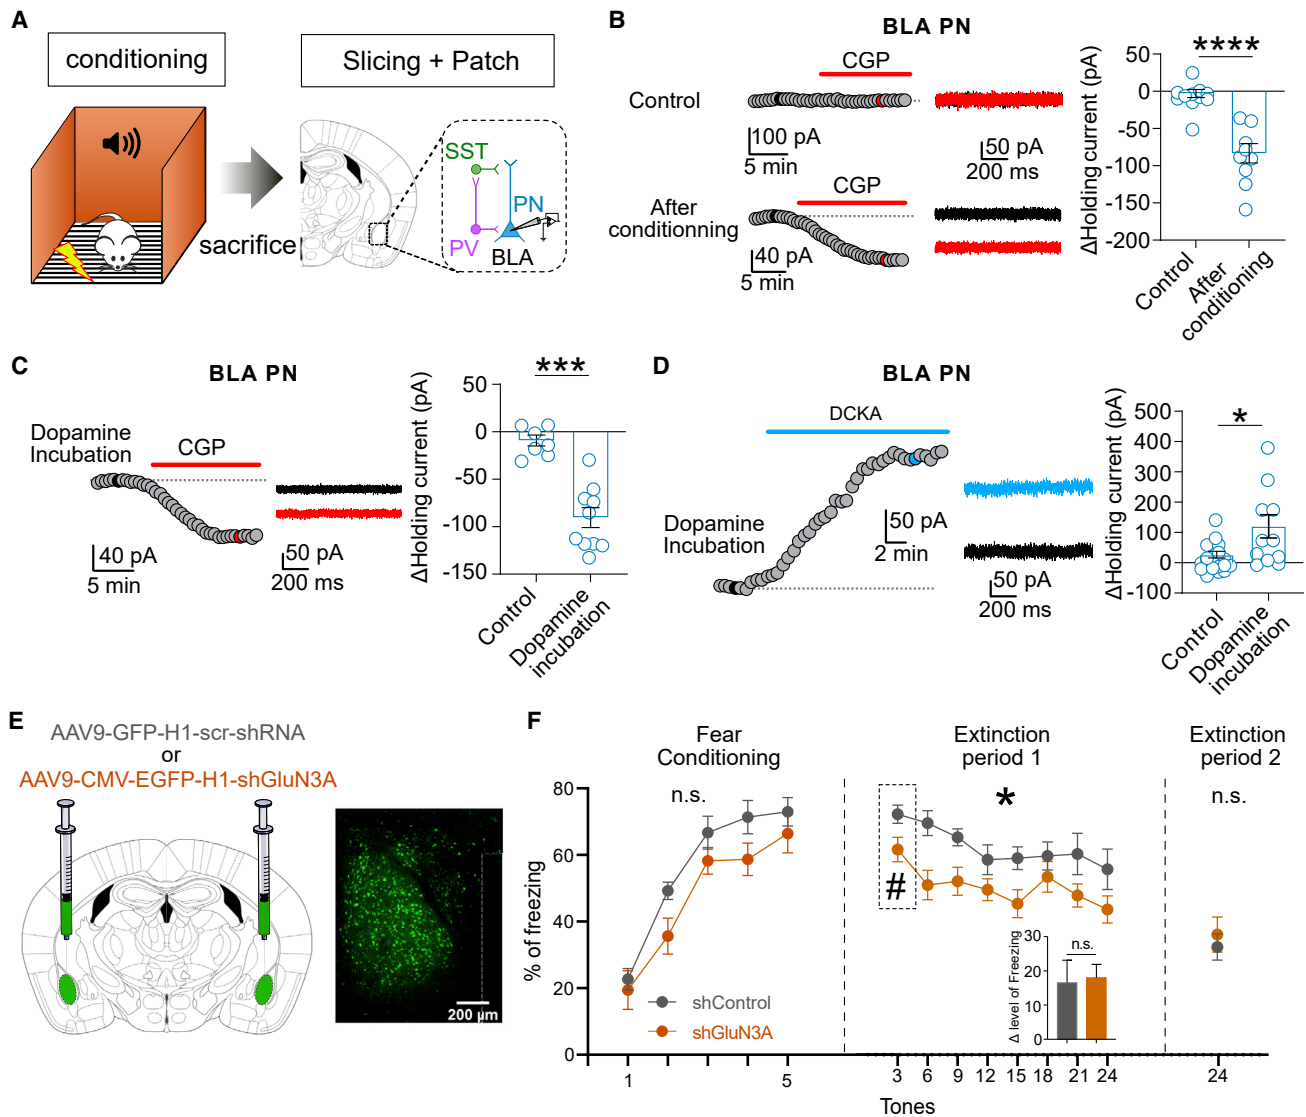 A
conditioning
Slicing + Patch
sacrifice
SST
PN
PV
BLA
B
BLA PN
CGP
Control
100 pA
5 min
50 pA
200 ms
CGP
After
conditionning
40 pA
5 min
****
ΔHolding current (pA)
50
0
-50
-100
-150
-200
Control
After
conditioning
C
BLA PN
Dopamine
Incubation
CGP
40 pA
5 min
50 pA
200 ms
***
ΔHolding current (pA)
50
0
-50
-100
-150
Control
Dopamine
incubation
D
BLA PN
DCKA
Dopamine
Incubation
50 pA
2 min
50 pA
200 ms
*
ΔHolding current (pA)
500
400
300
200
100
0
-100
Control
Dopamine
incubation
E
AAV9-GFP-H1-scr-shRNA
or
AAV9-CMV-EGFP-H1-shGluN3A
200 µm
F
Fear
Conditioning
Extinction
period 1
Extinction
period 2
n.s.
*
n.s.
#
% of freezing
80
60
40
20
0
shControl
shGluN3A
Δ level of Freezing
30
20
10
0
n.s.
1
5
3
6
9
12
15
18
21
24
24
Tones